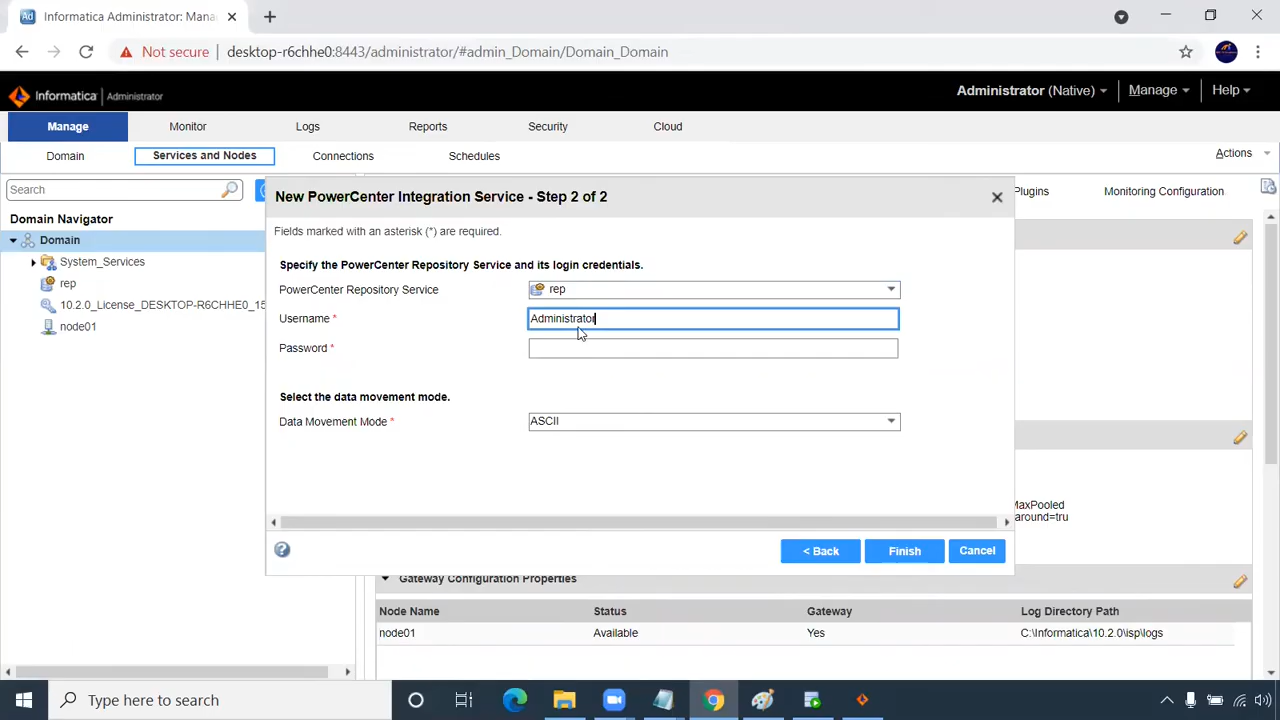 Ad Informatica Administrator: Mana
Not secure desktop-r6chhe0:8443/administrator/#admin_Domain/Domain_Domain
Informatica Administrator
Administrator (Native) Manage Help
Manage Monitor Logs Reports Security Cloud
Domain Services and Nodes Connections Schedules Actions
Search
New PowerCenter Integration Service - Step 2 of 2
Plugins Monitoring Configuration
Domain Navigator
Domain
System_Services
rep
10.2.0_License_DESKTOP-R6CHHE0_15
node01
Fields marked with an asterisk (*) are required.
Specify the PowerCenter Repository Service and its login credentials.
PowerCenter Repository Service rep
Username * Administrator
Password *
Select the data movement mode.
Data Movement Mode * ASCII
MaxPooled
around=tru
< Back Finish Cancel
Gateway Configuration Properties
Node Name Status Gateway Log Directory Path
node01 Available Yes C:\Informatica\10.2.0\isp\logs
Type here to search